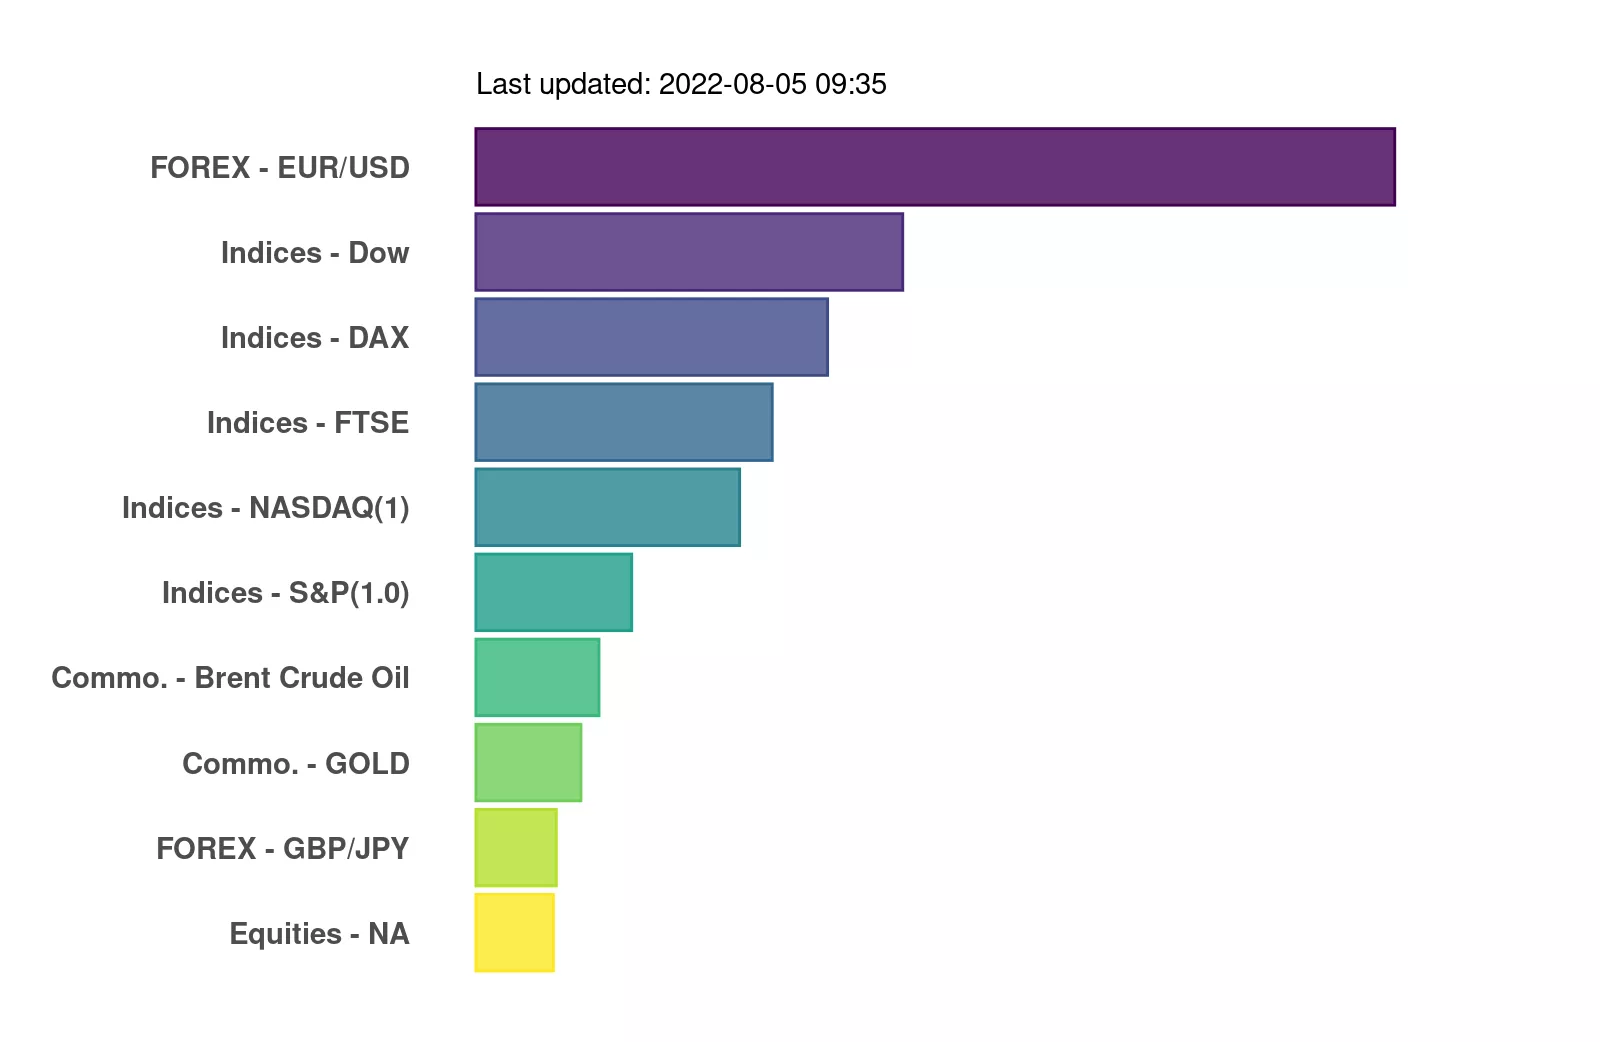 Last updated: 2022-08-05 09:35
FOREX - EUR/USD
Indices - Dow
Indices - DAX
Indices - FTSE
Indices - NASDAQ(1)
Indices - S&P(1.0)
Commo. - Brent Crude Oil
Commo. - GOLD
FOREX - GBP/JPY
Equities - NA